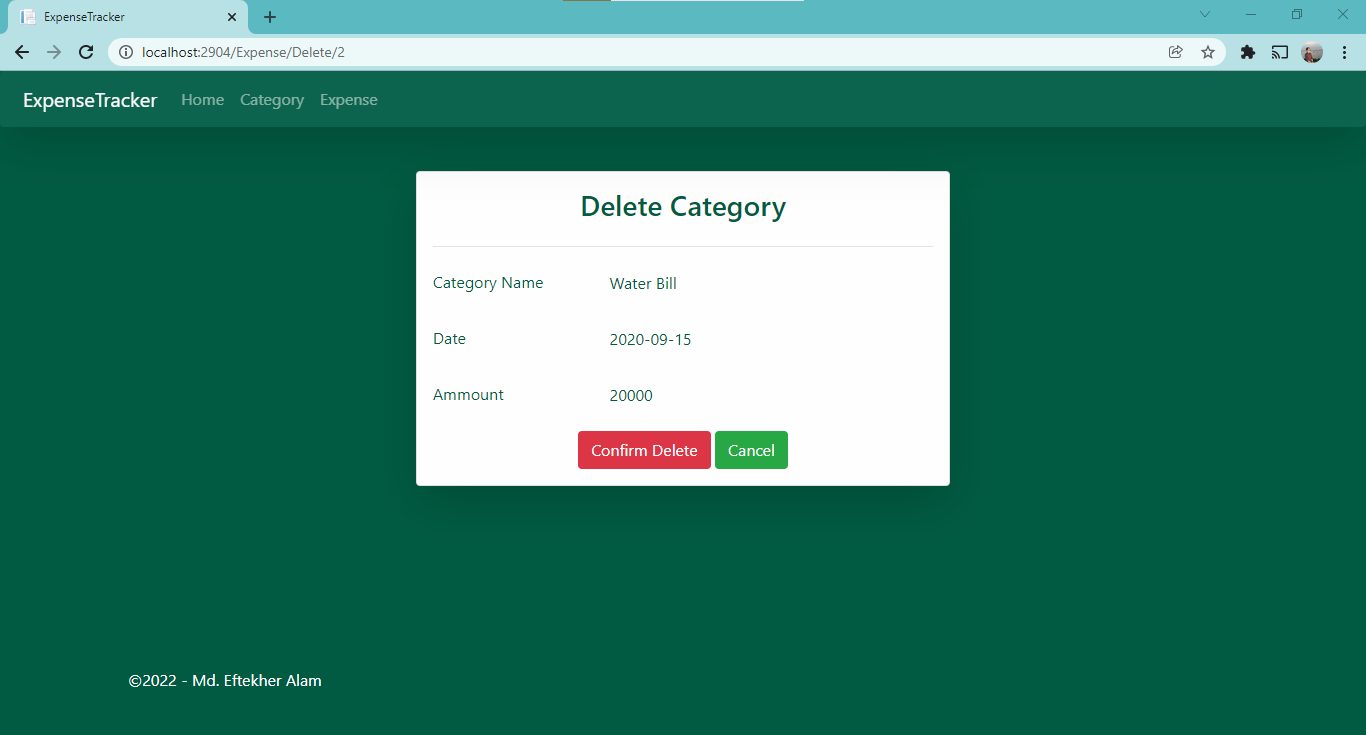 ExpenseTracker
localhost:2904/Expense/Delete/2
ExpenseTracker Home Category Expense
Delete Category
Category Name Water Bill
Date 2020-09-15
Ammount 20000
Confirm Delete Cancel
©2022 - Md. Eftekher Alam